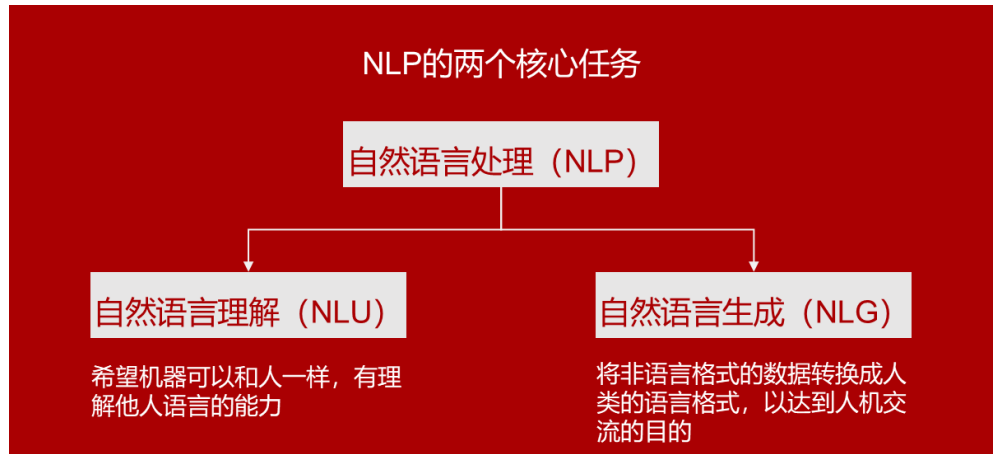 NLP的两个核心任务
自然语言处理（NLP）
自然语言理解（NLU）
自然语言生成（NLG）
希望机器可以和人一样，有理
解他人语言的能力
将非语言格式的数据转换成人
类的语言格式，以达到人机交
流的目的